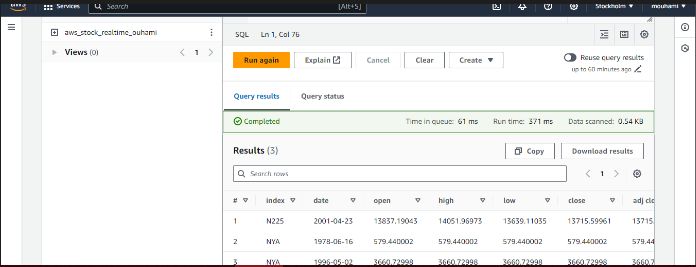 aws
Services
Search
[Alt+S]
Stockholm
mouhami
aws_stock_realtime_ouhami
Views (0)
1
SQL
Ln 1, Col 76
Run again
Explain
Cancel
Clear
Create
Reuse query results
up to 60 minutes ago
Query results
Query status
Completed
Time in queue: 61 ms
Run time: 371 ms
Data scanned: 0.54 KB
Results (3)
Copy
Download results
Search rows
1
# index date open high low close adj clo
1 N225 2001-04-23 13837.19043 14051.96973 13639.11035 13715.59961 13715.
2 NYA 1978-06-16 579.440002 579.440002 579.440002 579.440002 579.44
3 NYA 1996-05-02 3660.72998 3660.72998 3660.72998 3660.72998 3660.7